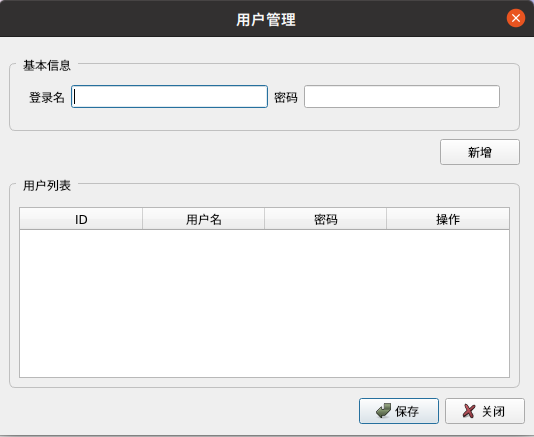 用户管理
基本信息
登录名 密码
新增
用户列表
ID 用户名 密码 操作
保存 关闭